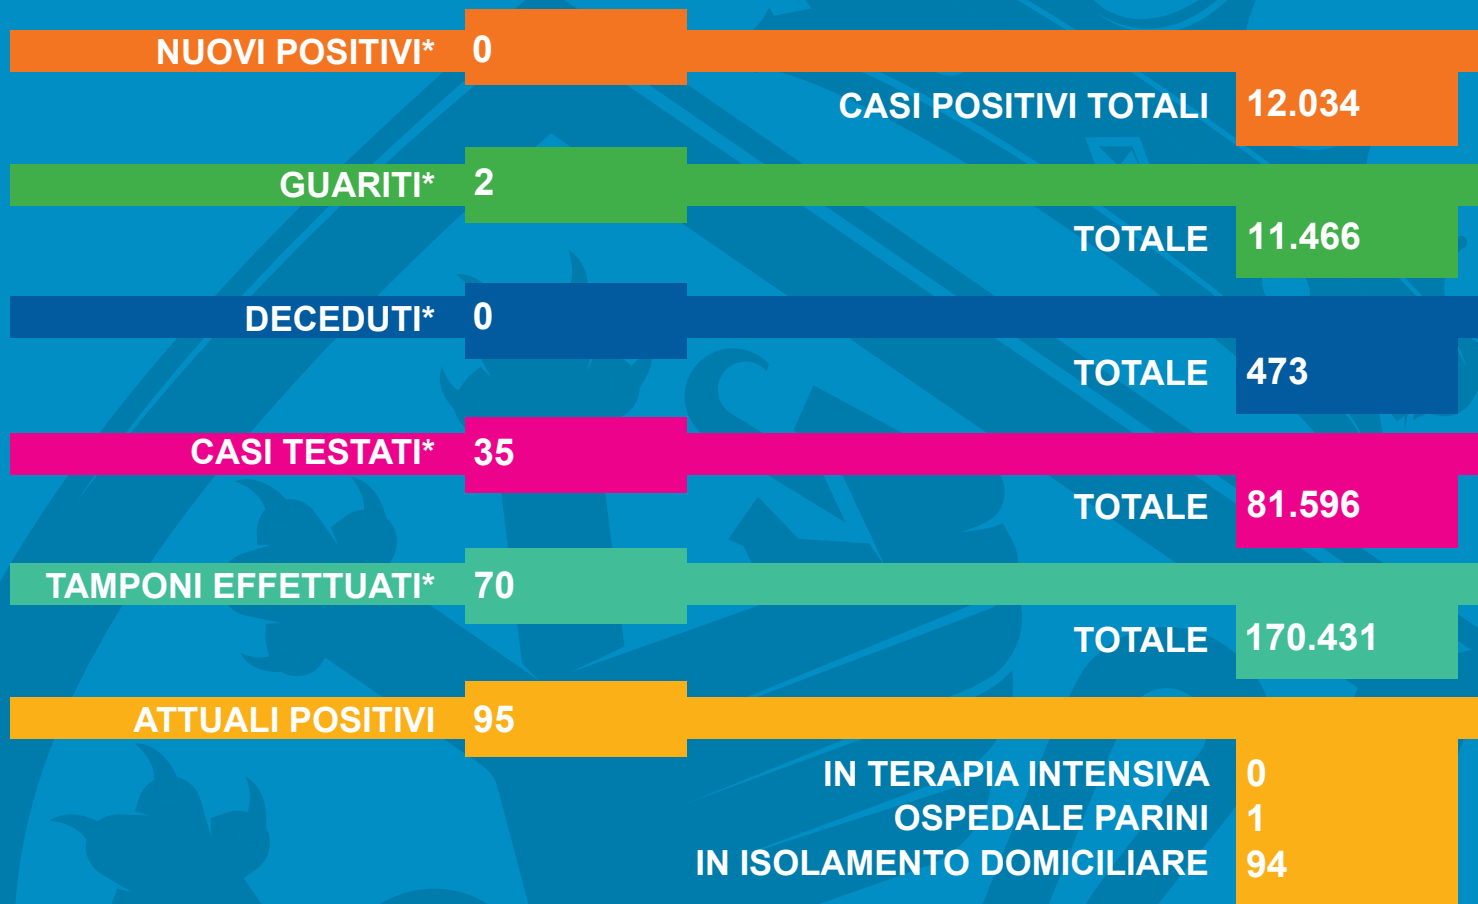 NUOVI POSITIVI* 0
CASI POSITIVI TOTALI 12.034
GUARITI* 2
TOTALE 11.466
DECEDUTI* 0
TOTALE 473
CASI TESTATI* 35
TOTALE 81.596
TAMPONI EFFETTUATI* 70
TOTALE 170.431
ATTUALI POSITIVI 95
IN TERAPIA INTENSIVA 0
OSPEDALE PARINI 1
IN ISOLAMENTO DOMICILIARE 94